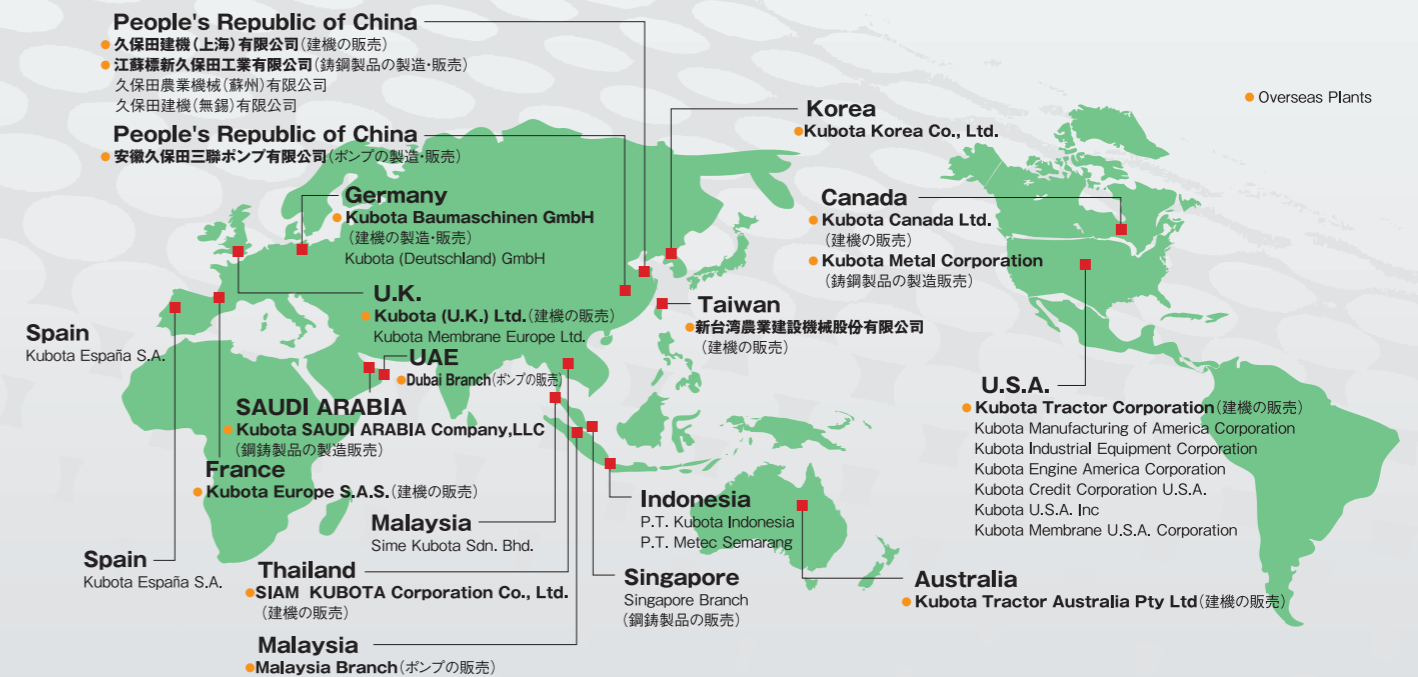 People's Republic of China
● 久保田建機(上海)有限公司(建機の販売)
● 江蘇標新久保田工業有限公司(鋳鋼製品の製造・販売)
久保田農業機械(蘇州)有限公司
久保田建機(無錫)有限公司
People's Republic of China
● 安徽久保田三聯ポンプ有限公司(ポンプの製造・販売)
Germany
● Kubota Baumaschinen GmbH
(建機の製造・販売)
Kubota (Deutschland) GmbH
U.K.
● Kubota (U.K.) Ltd.(建機の販売)
Kubota Membrane Europe Ltd.
Spain
Kubota España S.A.
UAE
● Dubai Branch(ポンプの販売)
SAUDI ARABIA
● Kubota SAUDI ARABIA Company,LLC
(鋼鋳製品の製造販売)
France
● Kubota Europe S.A.S.(建機の販売)
Malaysia
Sime Kubota Sdn. Bhd.
Spain
Kubota España S.A.
Thailand
● SIAM KUBOTA Corporation Co., Ltd.
(建機の販売)
Malaysia
● Malaysia Branch(ポンプの販売)
Korea
● Kubota Korea Co., Ltd.
Taiwan
● 新台湾農業建設機械股份有限公司
(建機の販売)
Indonesia
P.T. Kubota Indonesia
P.T. Metec Semarang
Singapore
Singapore Branch
(鋼鋳製品の販売)
● Overseas Plants
Canada
● Kubota Canada Ltd.
(建機の販売)
● Kubota Metal Corporation
(鋳鋼製品の製造販売)
U.S.A.
● Kubota Tractor Corporation(建機の販売)
Kubota Manufacturing of America Corporation
Kubota Industrial Equipment Corporation
Kubota Engine America Corporation
Kubota Credit Corporation U.S.A.
Kubota U.S.A. Inc
Kubota Membrane U.S.A. Corporation
Australia
● Kubota Tractor Australia Pty Ltd(建機の販売)